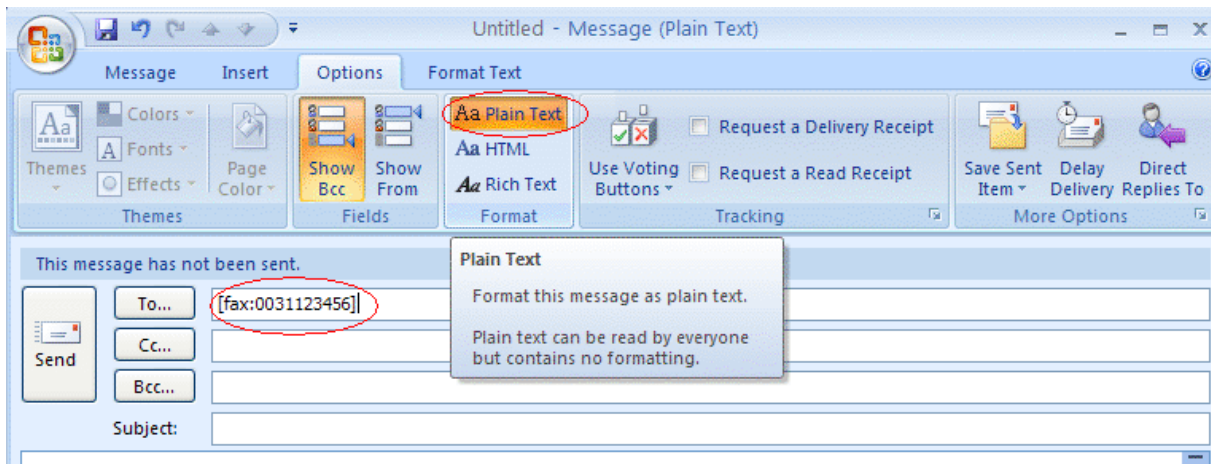 Untitled - Message (Plain Text)
Message Insert Options Format Text
Aa Themes
Colors
A Fonts
Effects
Page Color
Themes
Show Bcc
Show From
Fields
Aa Plain Text
Aa HTML
Aa Rich Text
Format
Use Voting Buttons
Request a Delivery Receipt
Request a Read Receipt
Tracking
Save Sent Item
Delay Delivery
Direct Replies To
More Options
This message has not been sent.
Send
To... [fax:0031123456]
Cc...
Bcc...
Subject:
Plain Text
Format this message as plain text.
Plain text can be read by everyone
but contains no formatting.